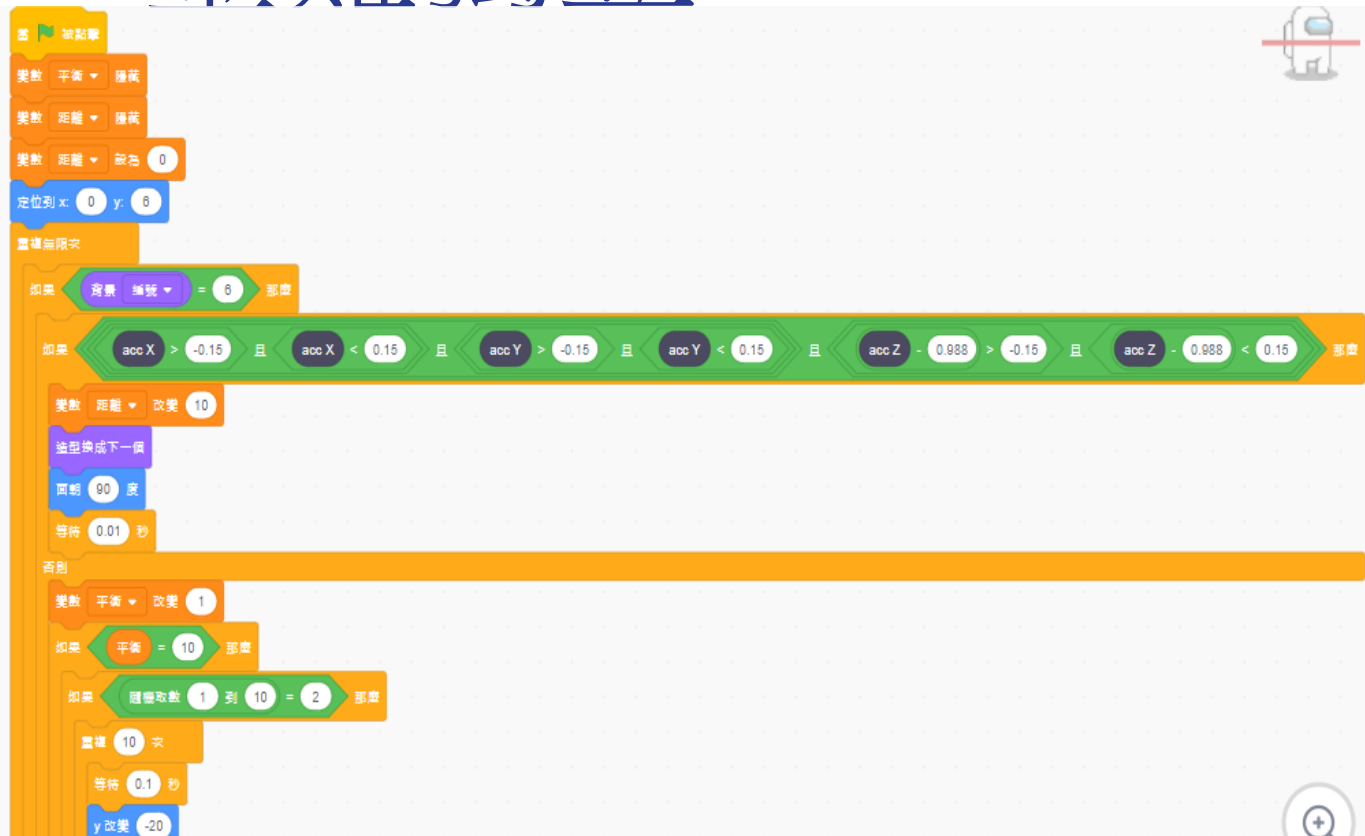 當 被點擊
變數 平衡 隱藏
變數 距離 隱藏
變數 距離 設為 0
定位到 x: 0 y: 6
重複無限次
如果 背景 編號 = 6 那麼
如果 acc X > -0.15 且 acc X < 0.15 且 acc Y > -0.15 且 acc Y < 0.15 且 acc Z - 0.988 > -0.15 且 acc Z - 0.988 < 0.15 那麼
變數 距離 改變 10
造型換成下一個
面朝 90 度
等待 0.01 秒
否則
變數 平衡 改變 1
如果 平衡 = 10 那麼
如果 隨機取數 1 到 10 = 2 那麼
重複 10 次
等待 0.1 秒
y 改變 -20